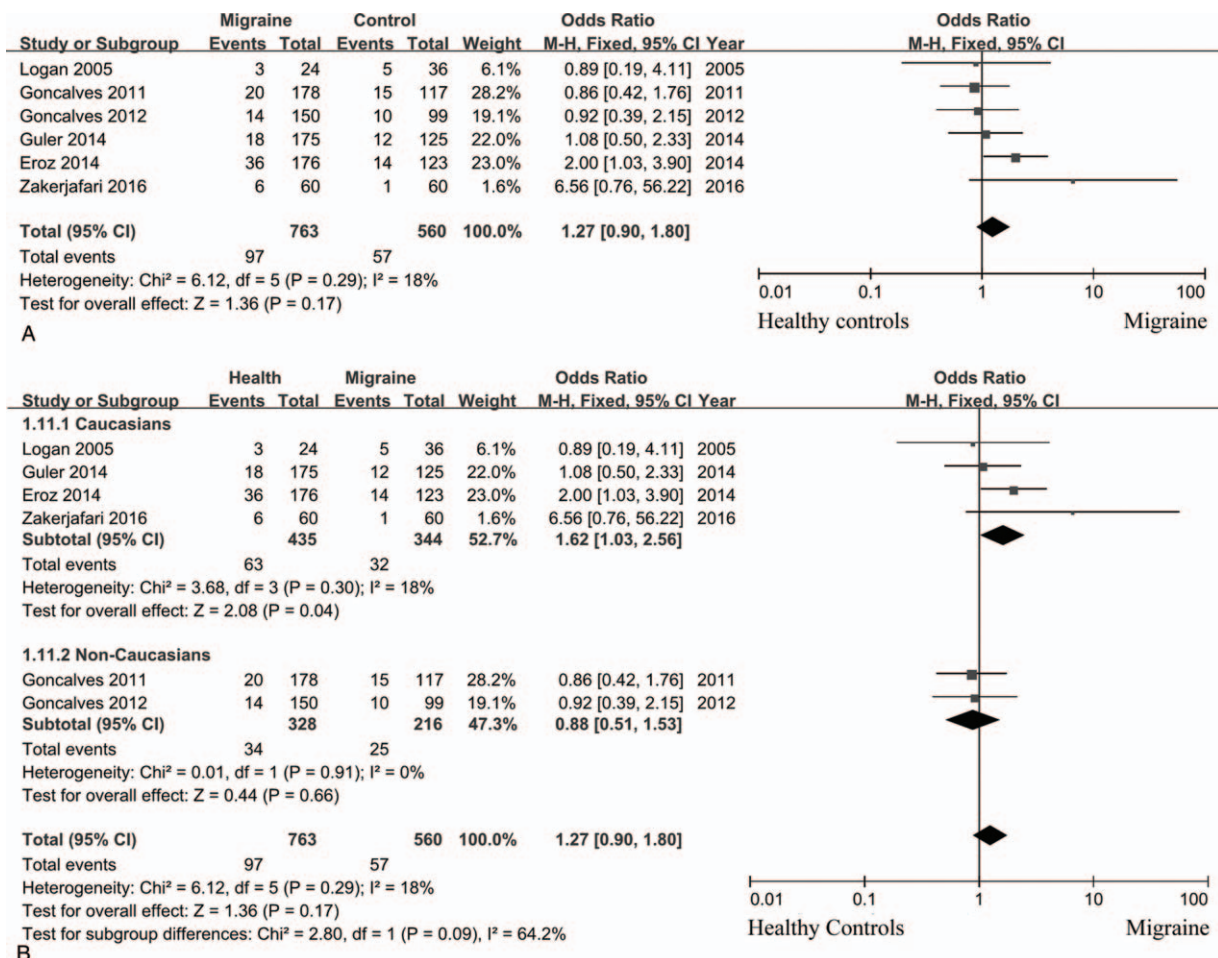 Migraine Control Odds Ratio Odds Ratio
Study or Subgroup Events Total Events Total Weight M-H, Fixed, 95% CI Year M-H, Fixed, 95% CI
Logan 2005 3 24 5 36 6.1% 0.89 [0.19, 4.11] 2005
Goncalves 2011 20 178 15 117 28.2% 0.86 [0.42, 1.76] 2011
Goncalves 2012 14 150 10 99 19.1% 0.92 [0.39, 2.15] 2012
Guler 2014 18 175 12 125 22.0% 1.08 [0.50, 2.33] 2014
Eroz 2014 36 176 14 123 23.0% 2.00 [1.03, 3.90] 2014
Zakerjafari 2016 6 60 1 60 1.6% 6.56 [0.76, 56.22] 2016
Total (95% CI) 763 560 100.0% 1.27 [0.90, 1.80]
Total events 97 57
Heterogeneity: Chi² = 6.12, df = 5 (P = 0.29); I² = 18%
Test for overall effect: Z = 1.36 (P = 0.17)
0.01 0.1 1 10 100
Healthy controls Migraine
A
Health Migraine Odds Ratio Odds Ratio
Study or Subgroup Events Total Events Total Weight M-H, Fixed, 95% CI Year M-H, Fixed, 95% CI
1.11.1 Caucasians
Logan 2005 3 24 5 36 6.1% 0.89 [0.19, 4.11] 2005
Guler 2014 18 175 12 125 22.0% 1.08 [0.50, 2.33] 2014
Eroz 2014 36 176 14 123 23.0% 2.00 [1.03, 3.90] 2014
Zakerjafari 2016 6 60 1 60 1.6% 6.56 [0.76, 56.22] 2016
Subtotal (95% CI) 435 344 52.7% 1.62 [1.03, 2.56]
Total events 63 32
Heterogeneity: Chi² = 3.68, df = 3 (P = 0.30); I² = 18%
Test for overall effect: Z = 2.08 (P = 0.04)
1.11.2 Non-Caucasians
Goncalves 2011 20 178 15 117 28.2% 0.86 [0.42, 1.76] 2011
Goncalves 2012 14 150 10 99 19.1% 0.92 [0.39, 2.15] 2012
Subtotal (95% CI) 328 216 47.3% 0.88 [0.51, 1.53]
Total events 34 25
Heterogeneity: Chi² = 0.01, df = 1 (P = 0.91); I² = 0%
Test for overall effect: Z = 0.44 (P = 0.66)
Total (95% CI) 763 560 100.0% 1.27 [0.90, 1.80]
Total events 97 57
Heterogeneity: Chi² = 6.12, df = 5 (P = 0.29); I² = 18%
Test for overall effect: Z = 1.36 (P = 0.17)
Test for subgroup differences: Chi² = 2.80, df = 1 (P = 0.09), I² = 64.2%
0.01 0.1 1 10 100
Healthy Controls Migraine
B